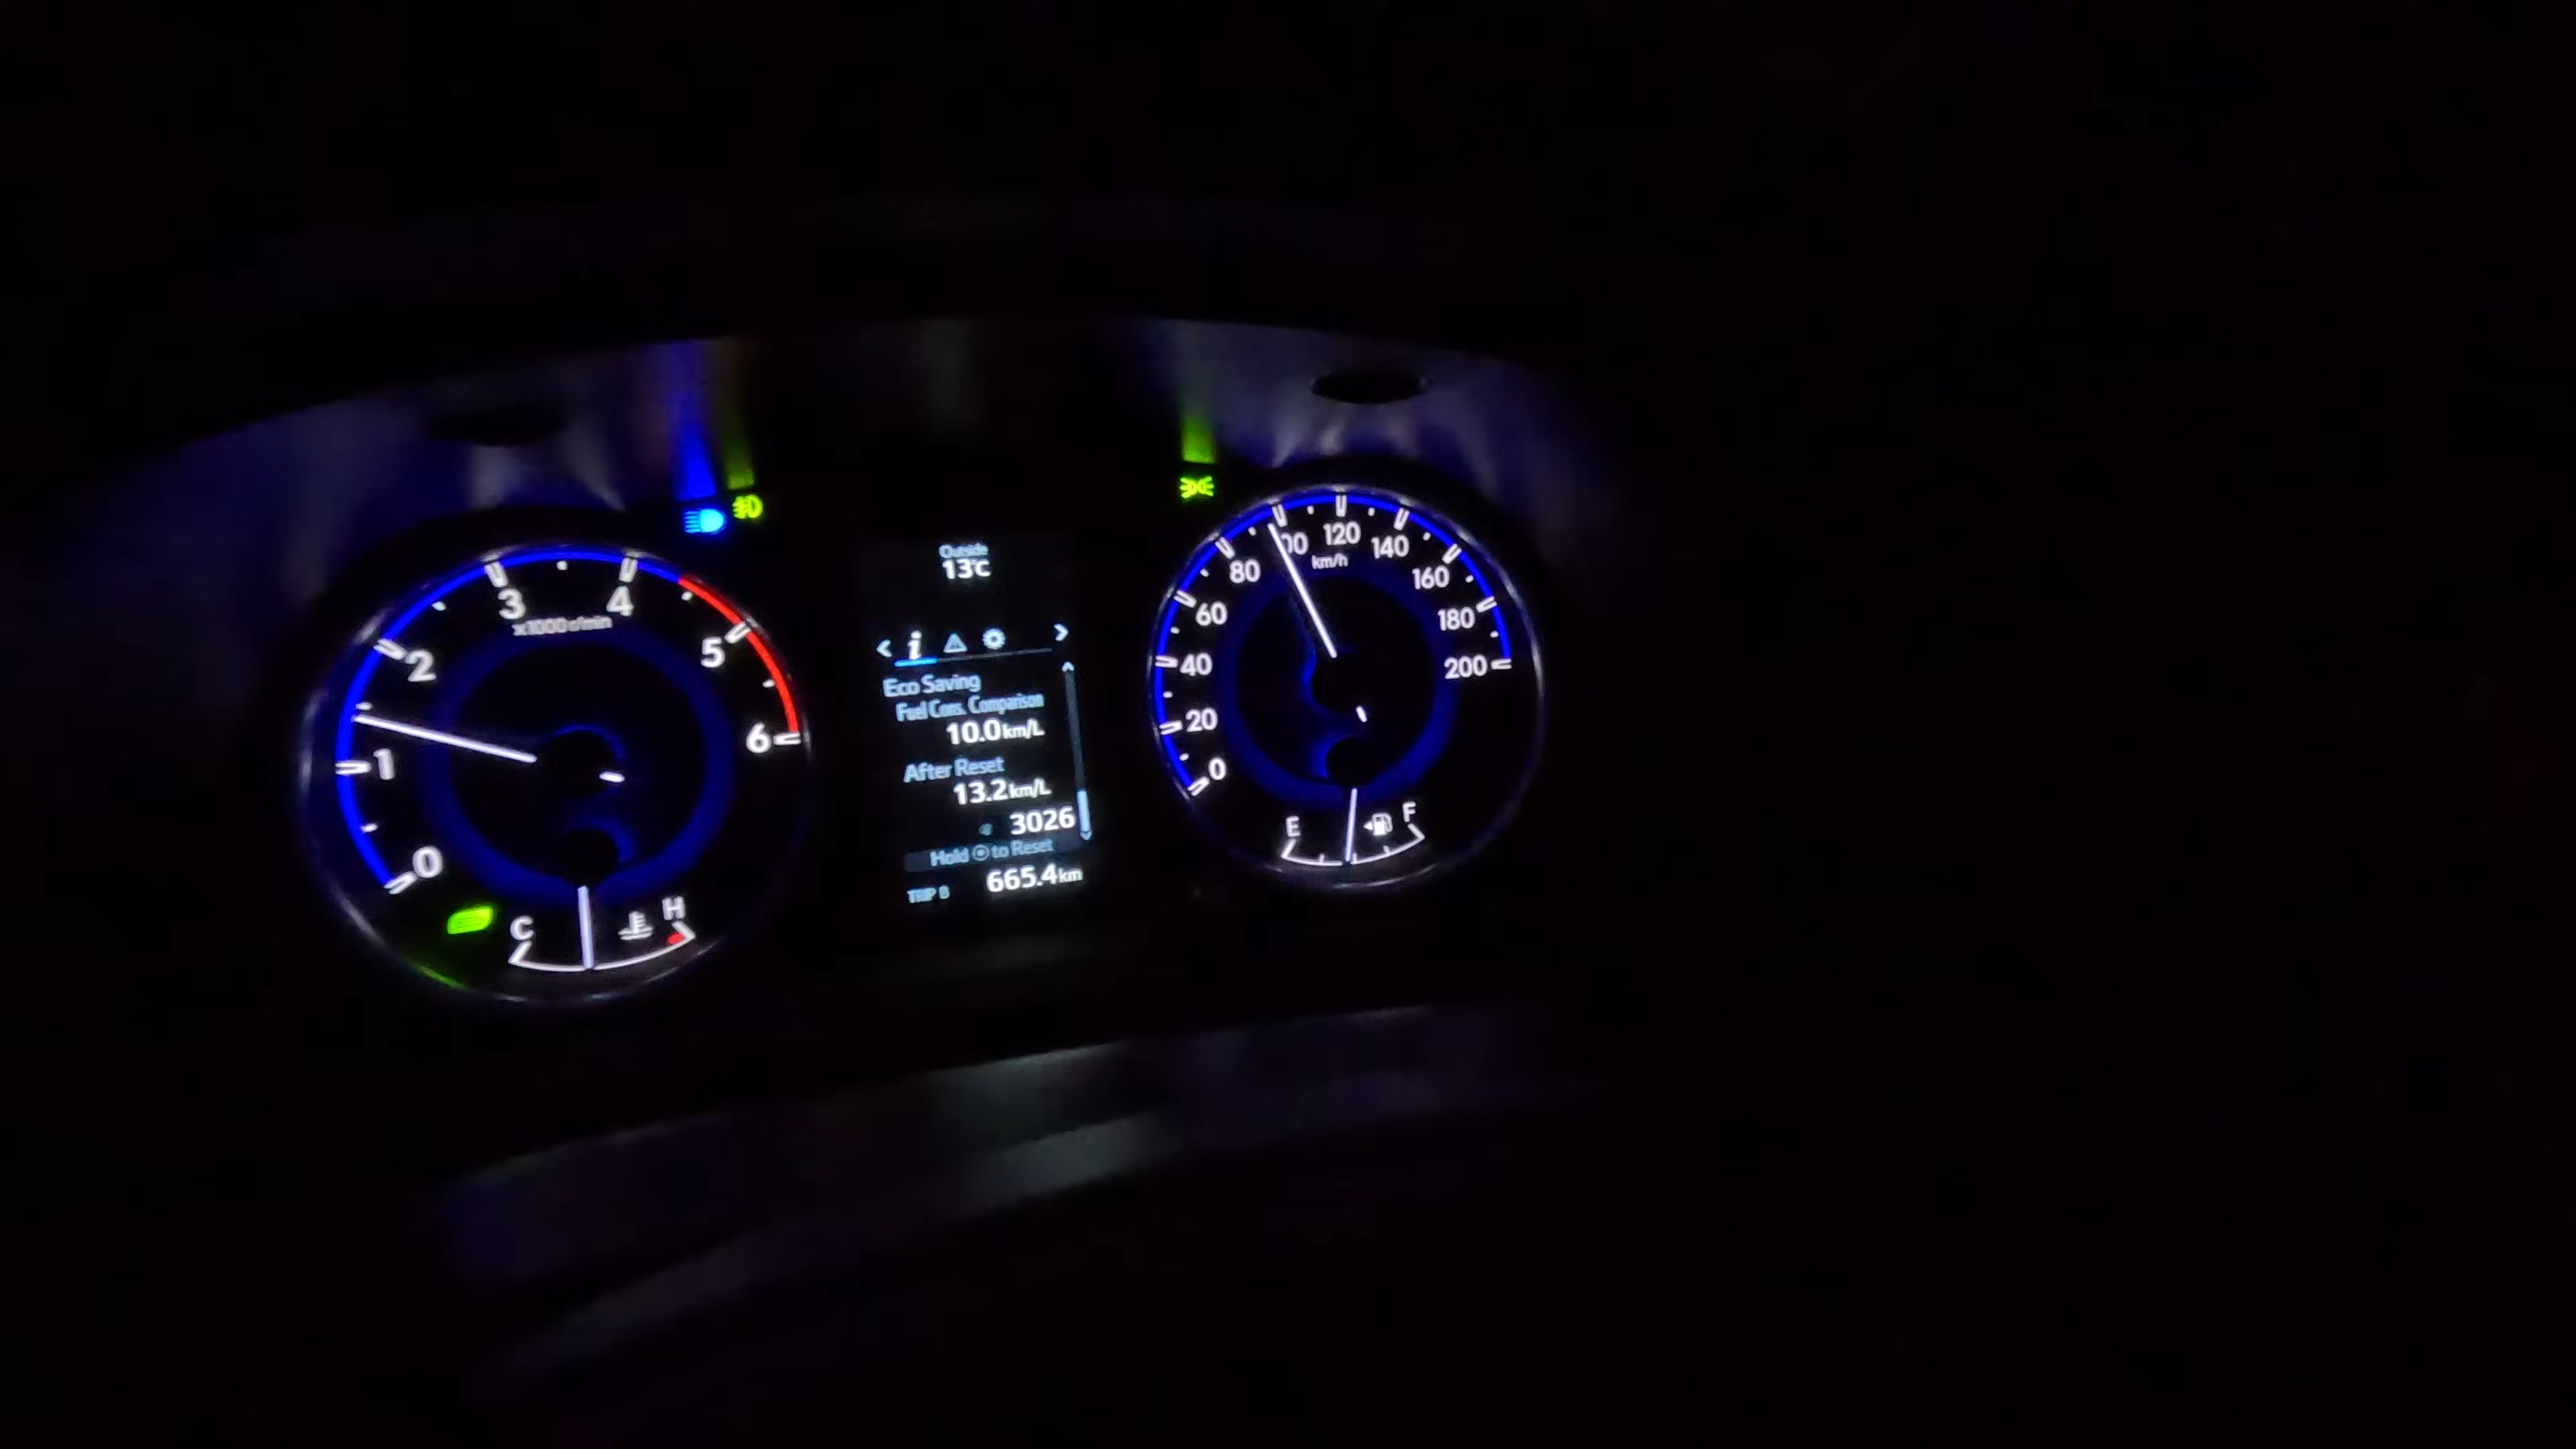 3
4
x1000 r/min
2
5
1
6
0
C
H
Outside
13°C
Eco Saving
Fuel Cons. Comparison
10.0km/L
After Reset
13.2km/L
3026
Hold to Reset
TRIP B
665.4km
120
140
km/h
80
160
60
180
40
200
20
0
E
F